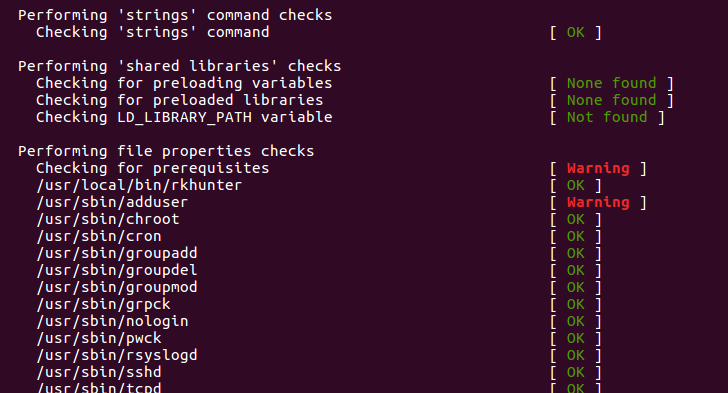 Performing 'strings' command checks
Checking 'strings' command [ OK ]
Performing 'shared libraries' checks
Checking for preloading variables [ None found ]
Checking for preloaded libraries [ None found ]
Checking LD_LIBRARY_PATH variable [ Not found ]
Performing file properties checks
Checking for prerequisites [ Warning ]
/usr/local/bin/rkhunter [ OK ]
/usr/sbin/adduser [ Warning ]
/usr/sbin/chroot [ OK ]
/usr/sbin/cron [ OK ]
/usr/sbin/groupadd [ OK ]
/usr/sbin/groupdel [ OK ]
/usr/sbin/groupmod [ OK ]
/usr/sbin/grpck [ OK ]
/usr/sbin/nologin [ OK ]
/usr/sbin/pwck [ OK ]
/usr/sbin/rsyslogd [ OK ]
/usr/sbin/sshd [ OK ]
/usr/sbin/tcpd [ OK ]